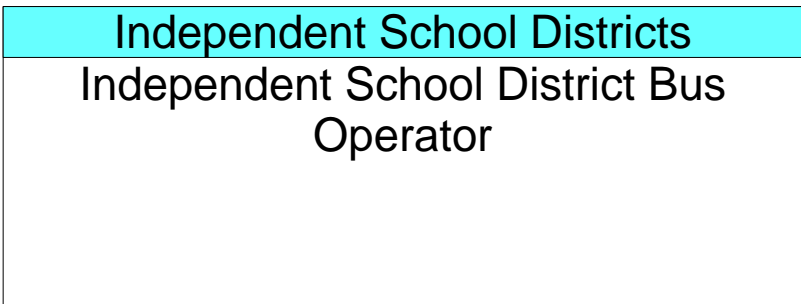 Independent School Districts
Independent School District Bus
Operator